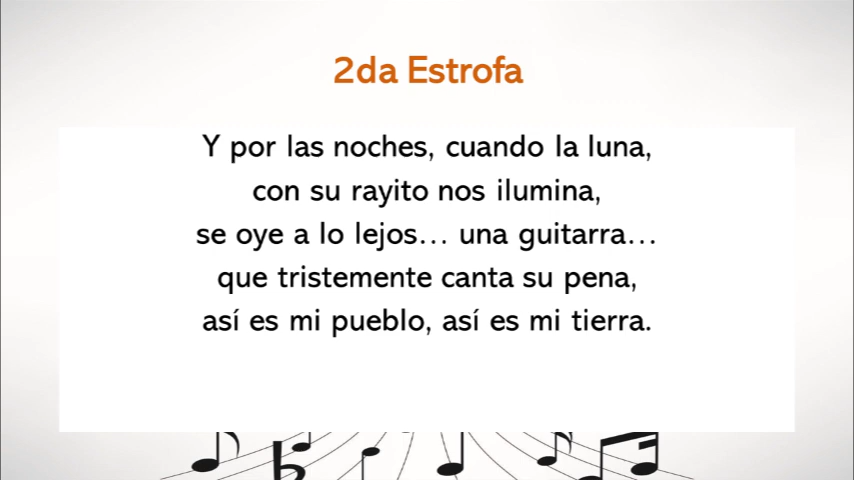 2da Estrofa
Y por las noches, cuando la luna,
con su rayito nos ilumina,
se oye a lo lejos... una guitarra...
que tristemente canta su pena,
así es mi pueblo, así es mi tierra.